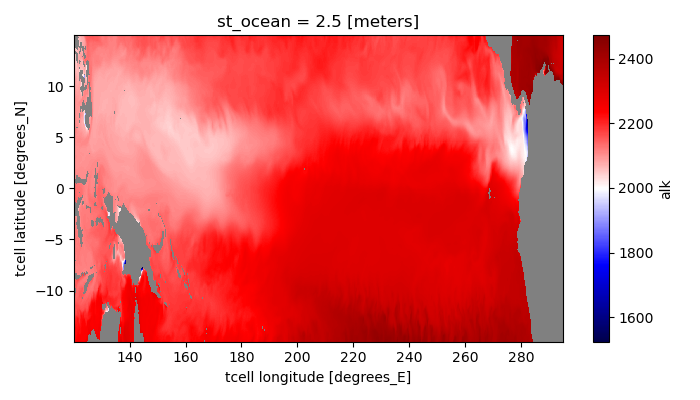 st_ocean = 2.5 [meters]
tcell latitude [degrees_N]
10
5
0
−5
−10
140 160 180 200 220 240 260 280
tcell longitude [degrees_E]
2400
2200
2000
1800
1600
alk